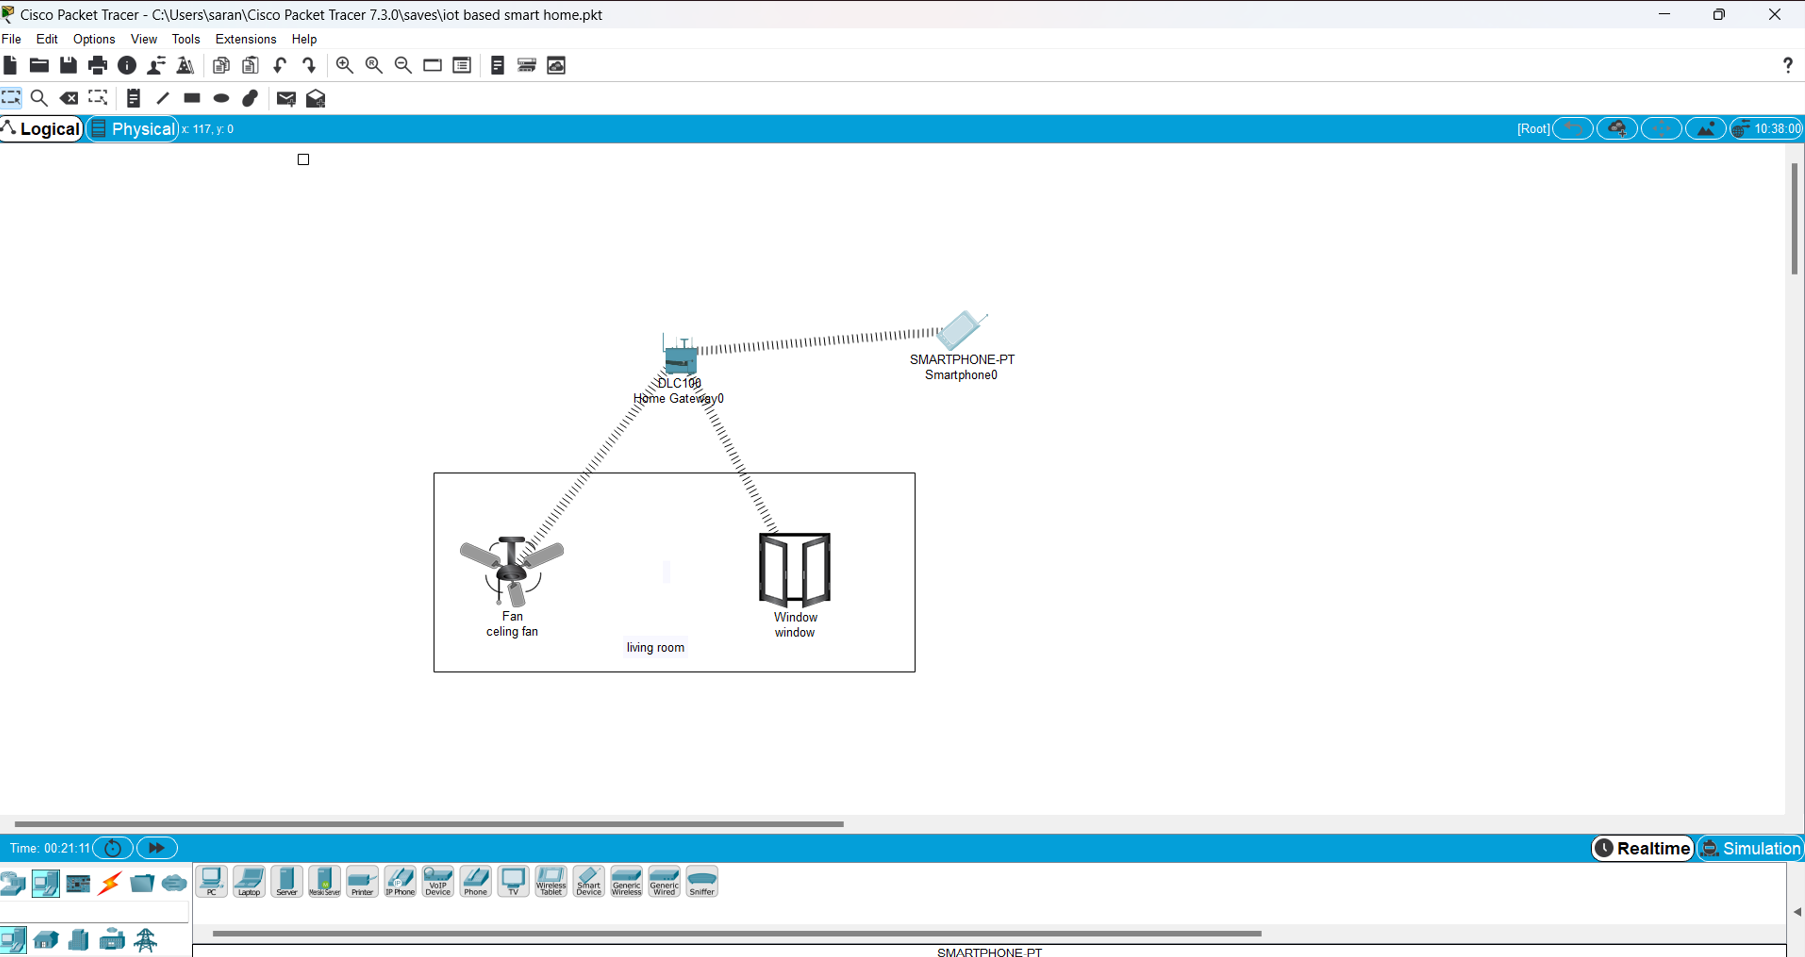 Cisco Packet Tracer - C:\Users\saran\Cisco Packet Tracer 7.3.0\saves\iot based smart home.pkt
File Edit Options View Tools Extensions Help
?
Logical Physical x: 117, y: 0 [Root] 10:38:00
SMARTPHONE-PT
Smartphone0
DLC100
Home Gateway0
Fan
celing fan
Window
window
living room
Time: 00:21:11 Realtime Simulation
PC Laptop Server Meraki Server Printer IP Phone VoIP Device Phone TV Wireless Tablet Smart Device Generic Wireless Generic Wired Sniffer
SMARTPHONE-PT